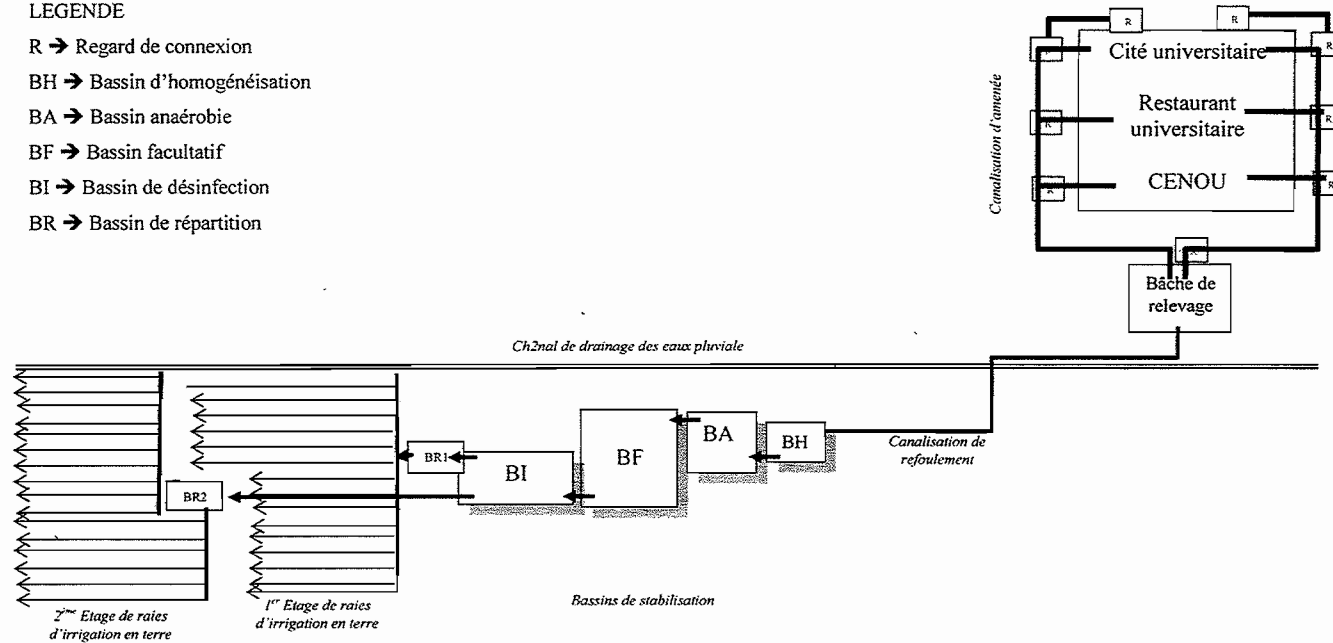 LEGENDE
R → Regard de connexion
BH → Bassin d'homogénéisation
BA → Bassin anaérobie
BF → Bassin facultatif
BI → Bassin de désinfection
BR → Bassin de répartition
R
R
R
Cité universitaire
Canalisation d'amenée
R
Restaurant
universitaire
R
CENOU
R
Bâche de
relevage
Ch2nal de drainage des eaux pluviale
BR1
BI
BF
BA
BH
Canalisation de
refoulement
BR2
Bassins de stabilisation
1er Etage de raies
d'irrigation en terre
2ème Etage de raies
d'irrigation en terre